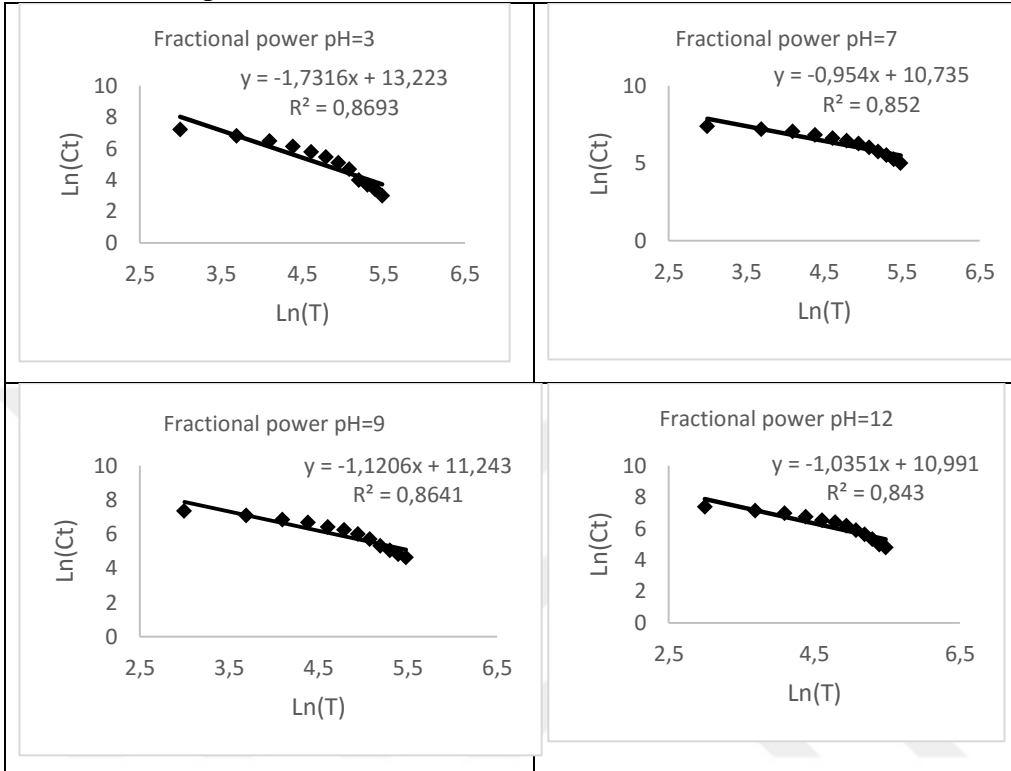 Fractional power pH=3
y = -1,7316x + 13,223
R² = 0,8693
10
8
6
4
2
0
2,5 3,5 4,5 5,5 6,5
Ln(Ct)
Ln(T)
Fractional power pH=7
y = -0,954x + 10,735
R² = 0,852
10
5
0
2,5 3,5 4,5 5,5 6,5
Ln(Ct)
Ln(T)
Fractional power pH=9
y = -1,1206x + 11,243
R² = 0,8641
10
8
6
4
2
0
2,5 3,5 4,5 5,5 6,5
Ln(Ct)
Ln(T)
Fractional power pH=12
y = -1,0351x + 10,991
R² = 0,843
10
8
6
4
2
0
2,5 4,5 6,5
Ln(Ct)
Ln(T)